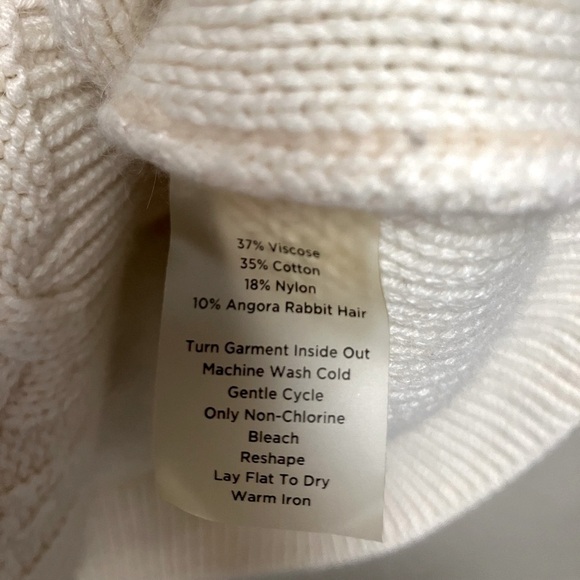 37% Viscose
35% Cotton
18% Nylon
10% Angora Rabbit Hair
Turn Garment Inside Out
Machine Wash Cold
Gentle Cycle
Only Non-Chlorine
Bleach
Reshape
Lay Flat To Dry
Warm Iron